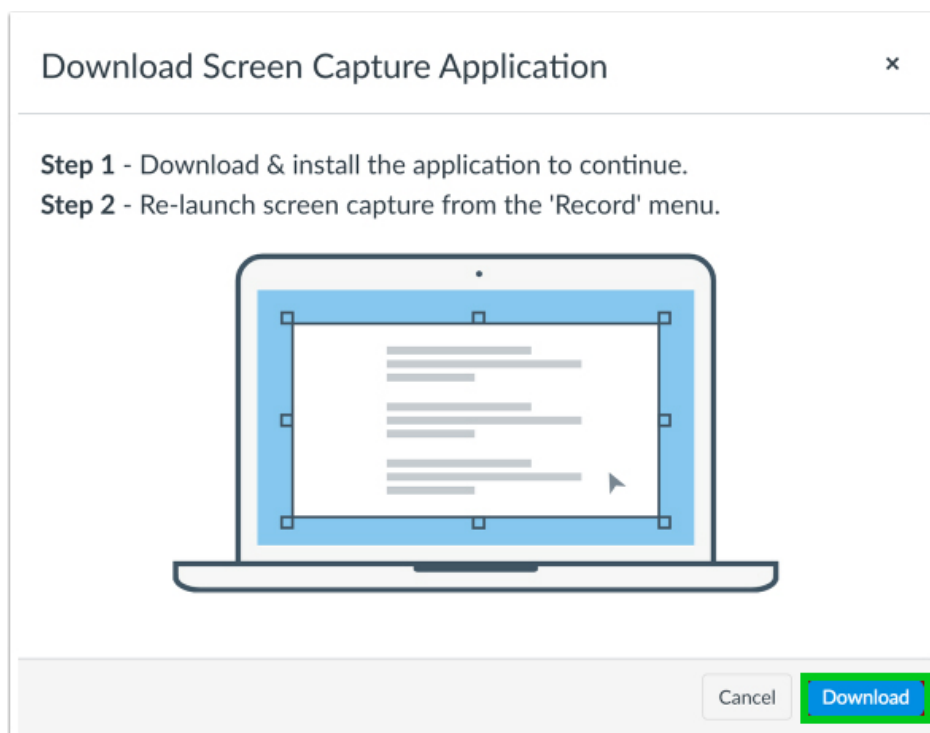 Download Screen Capture Application ×
Step 1 - Download & install the application to continue.
Step 2 - Re-launch screen capture from the 'Record' menu.
Cancel Download